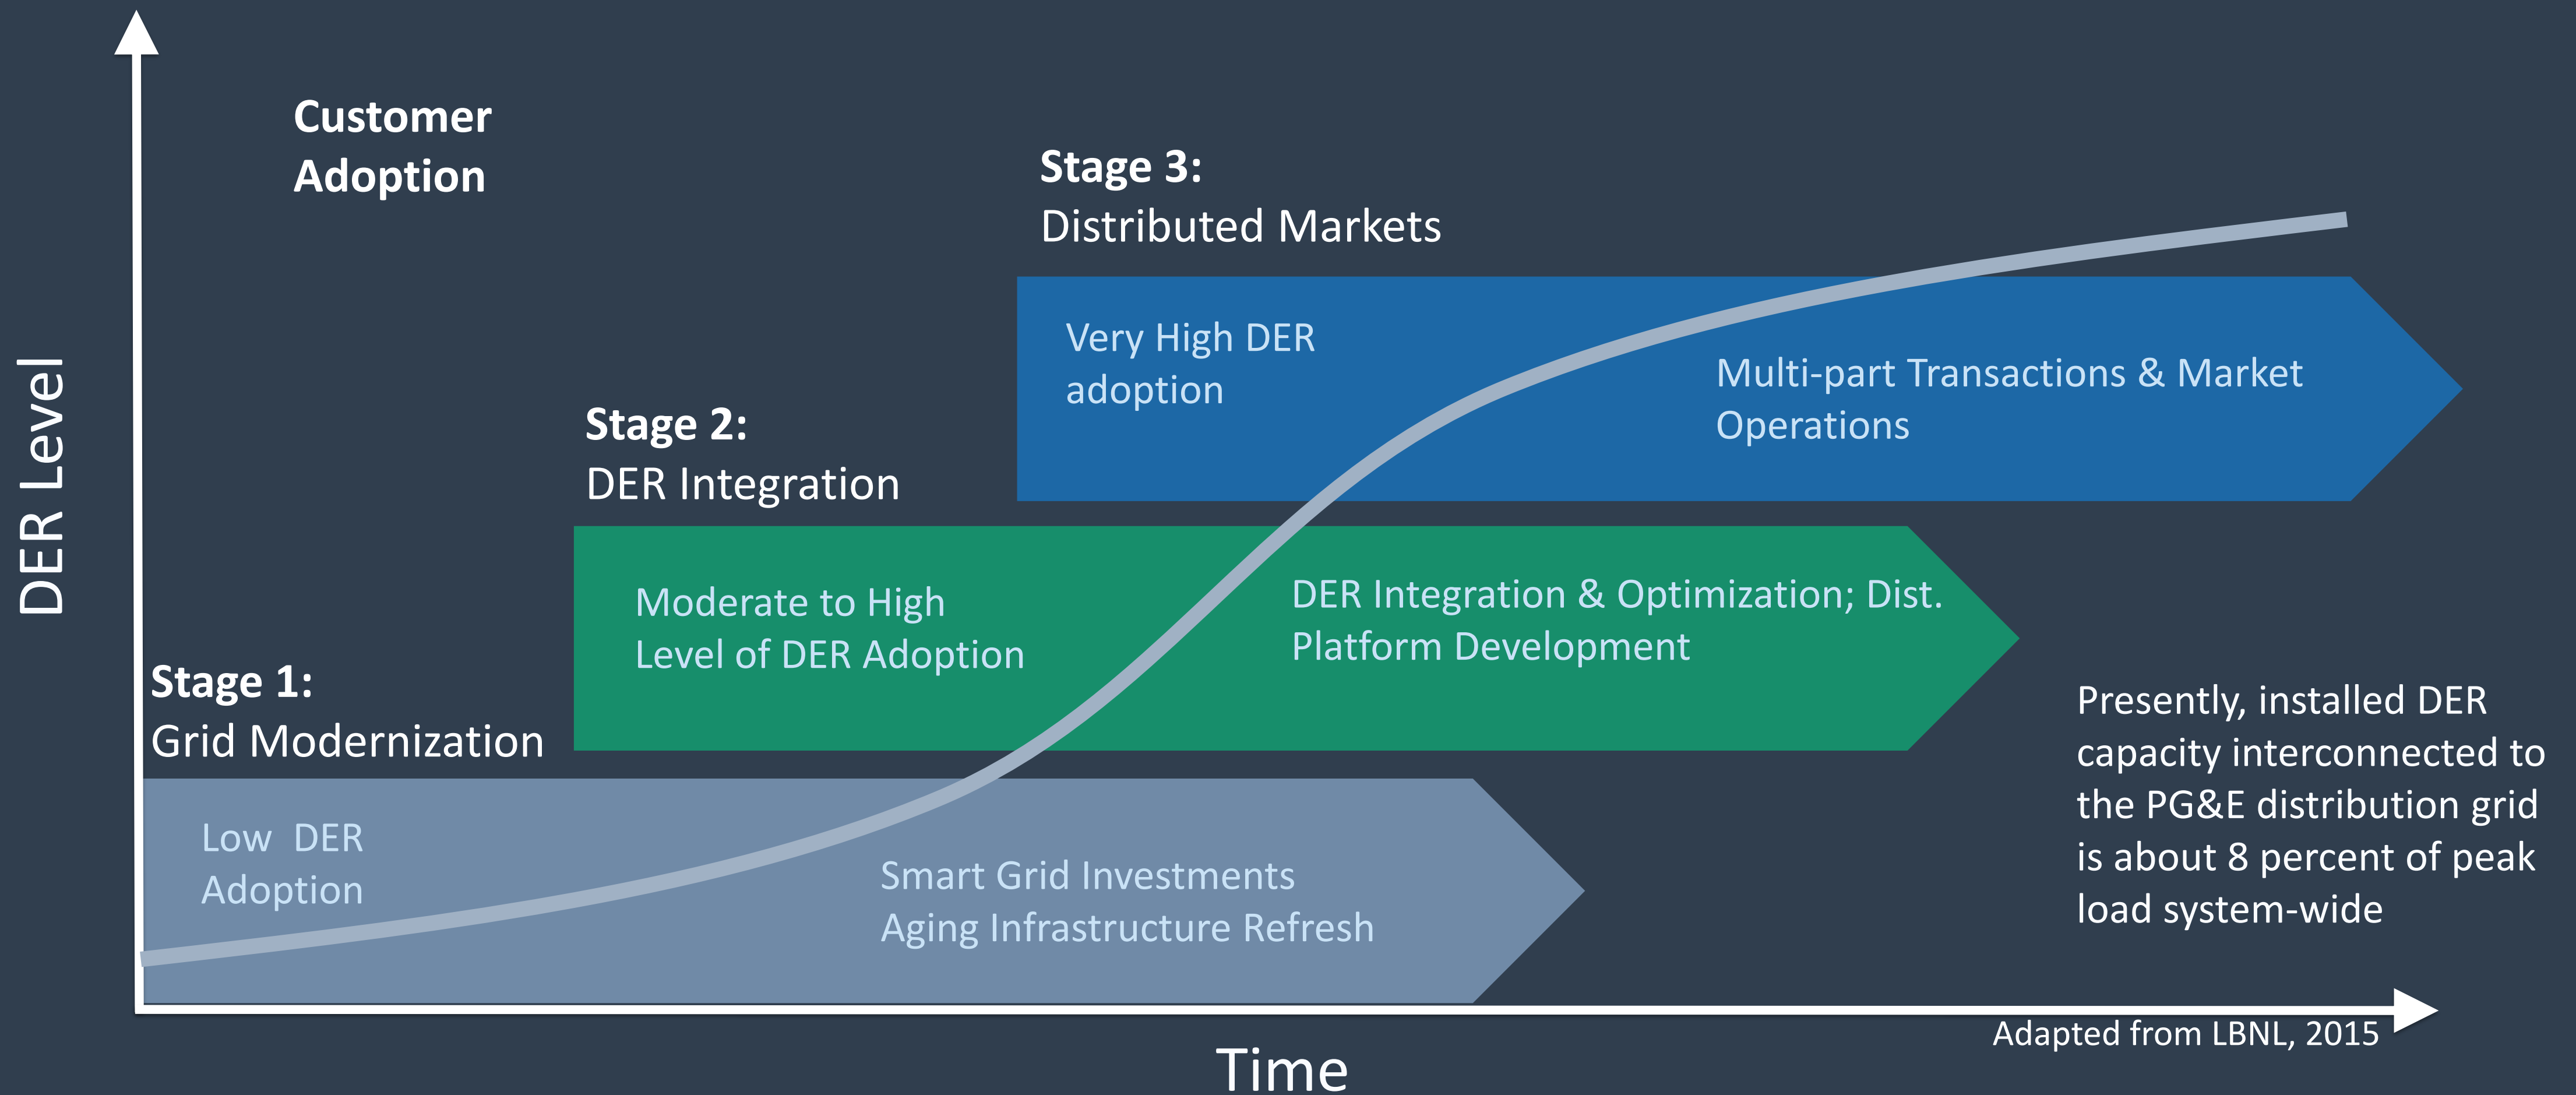 Customer
Adoption
Stage 3:
Distributed Markets
Very High DER
adoption
Multi-part Transactions & Market
Operations
Stage 2:
DER Integration
Moderate to High
Level of DER Adoption
DER Integration & Optimization; Dist.
Platform Development
Stage 1:
Grid Modernization
Low DER
Adoption
Smart Grid Investments
Aging Infrastructure Refresh
Presently, installed DER
capacity interconnected to
the PG&E distribution grid
is about 8 percent of peak
load system-wide
DER Level
Adapted from LBNL, 2015
Time